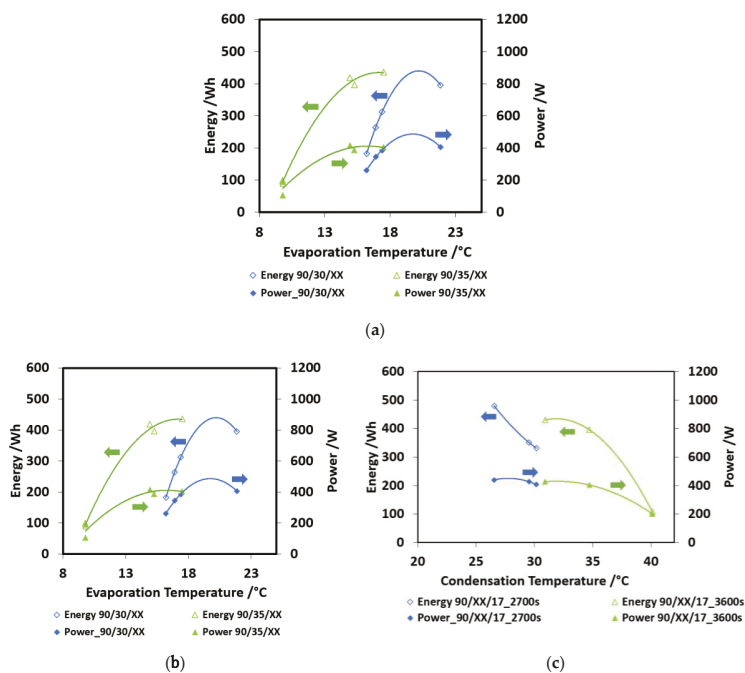 (a)
600
500
400
300
200
100
0
Energy /Wh
1200
1000
800
600
400
200
0
Power /W
8
13
18
23
Evaporation Temperature /°C
Energy 90/30/XX
Energy 90/35/XX
Power_90/30/XX
Power 90/35/XX
(a)
600
500
400
300
200
100
0
Energy /Wh
1200
1000
800
600
400
200
0
Power /W
8
13
18
23
Evaporation Temperature /°C
Energy 90/30/XX
Energy 90/35/XX
Power_90/30/XX
Power 90/35/XX
(b)
600
500
400
300
200
100
0
Energy /Wh
1200
1000
800
600
400
200
0
Power /W
20
25
30
35
40
Condensation Temperature /°C
Energy 90/XX/17_2700s
Energy 90/XX/17_3600s
Power_90/XX/17_2700s
Power 90/XX/17_3600s
(c)